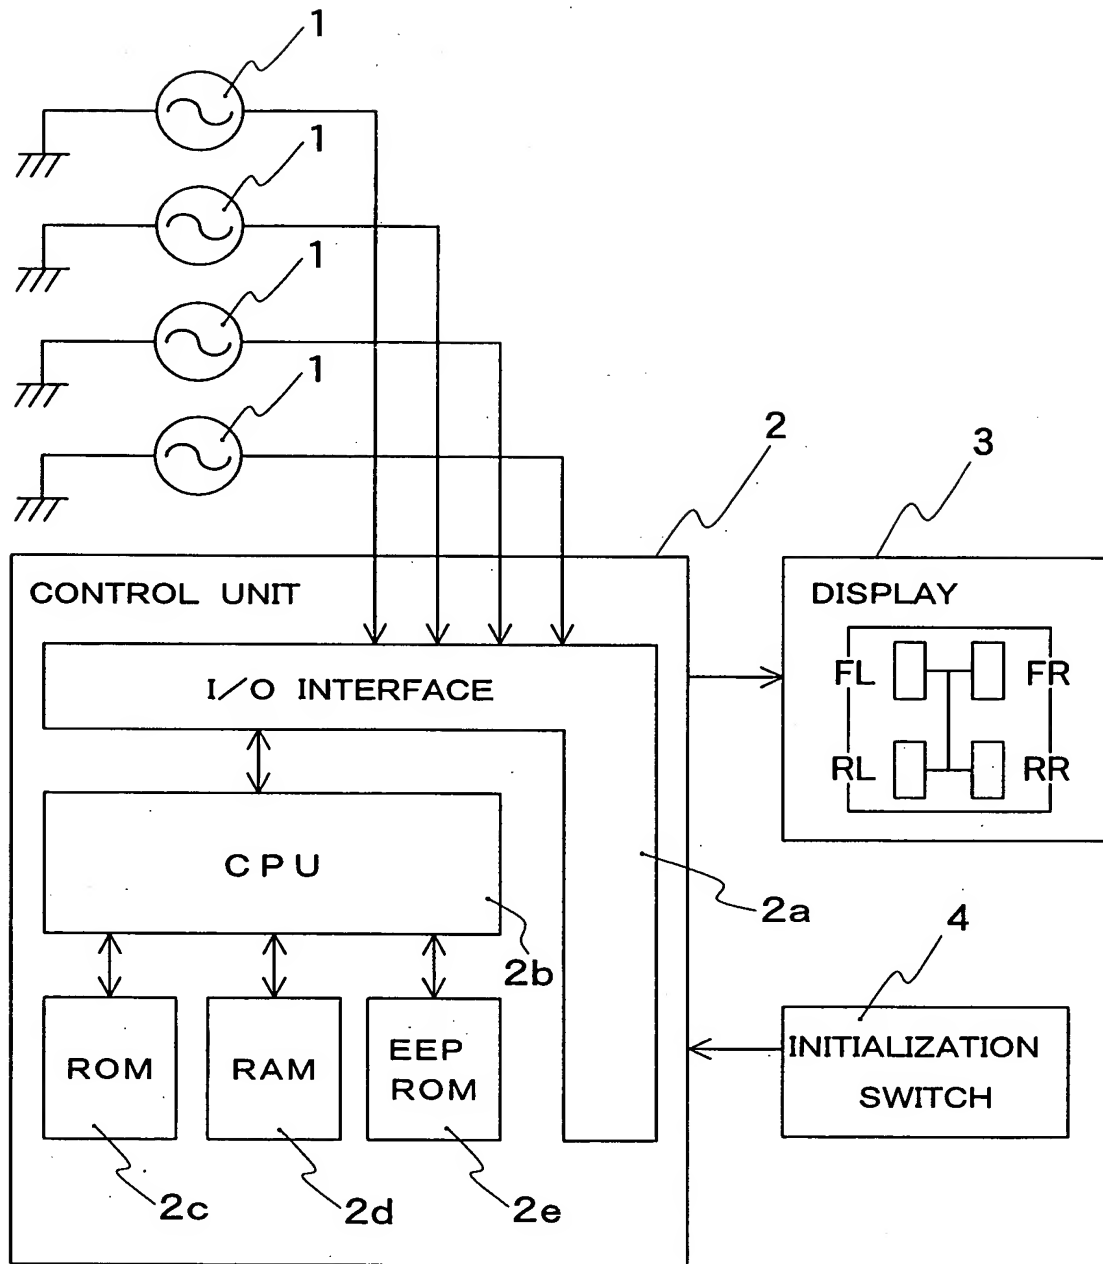 1
1
1
1
2
3
CONTROL UNIT
DISPLAY
FL
FR
RL
RR
I/O INTERFACE
CPU
2a
2b
4
ROM
RAM
EEP
ROM
INITIALIZATION
SWITCH
2c
2d
2e